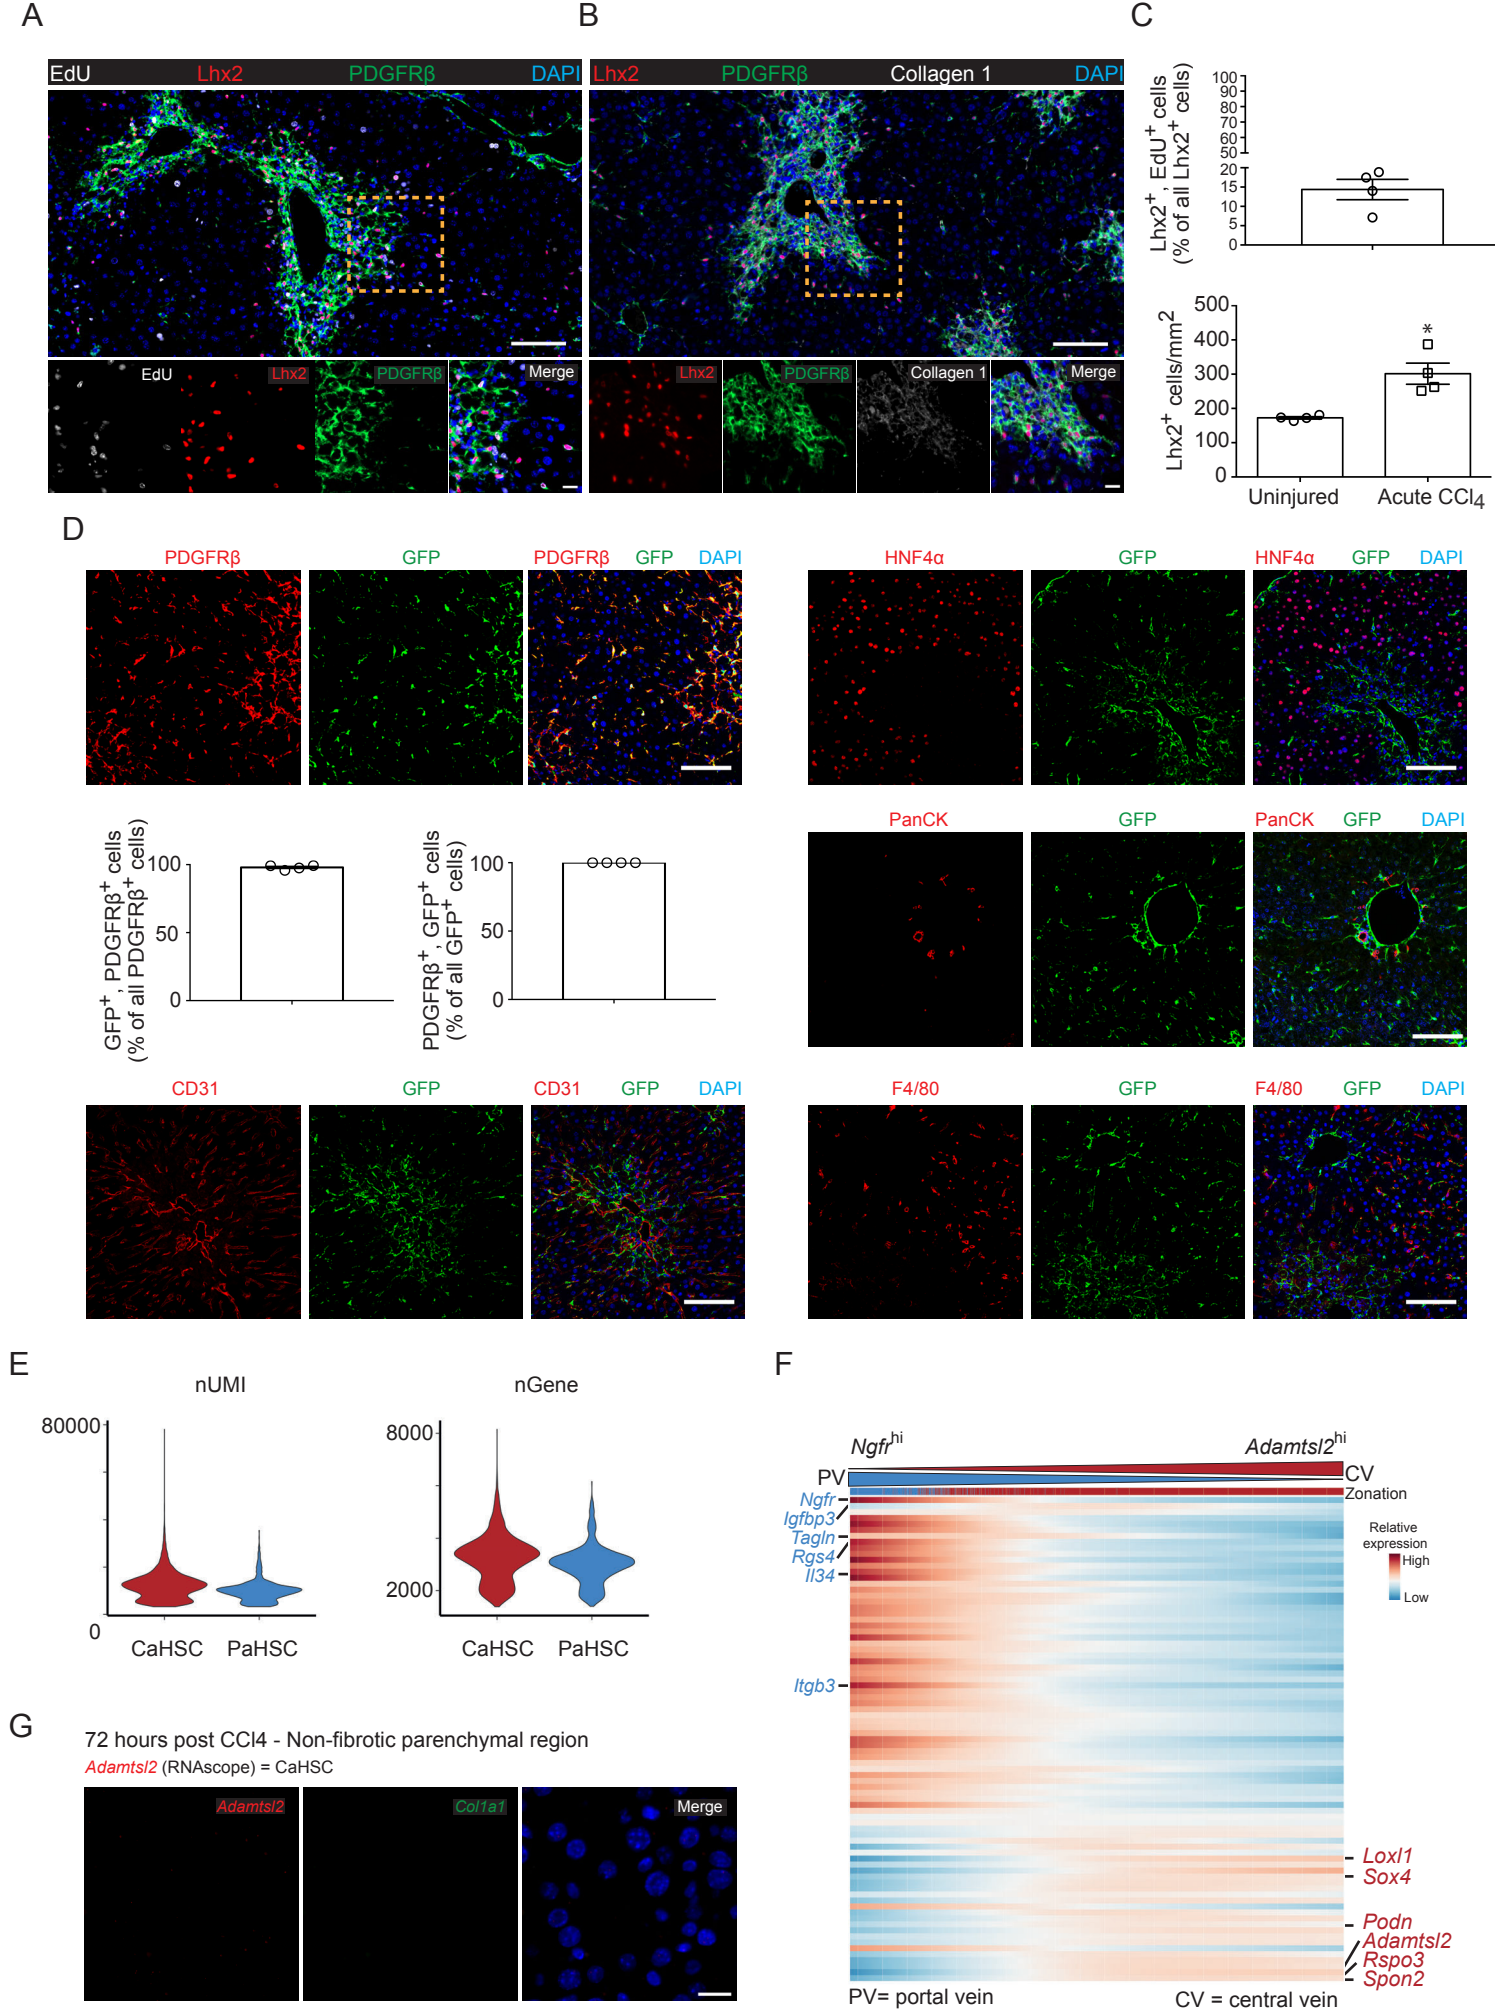 A
EdU Lhx2 PDGFRβ DAPI
EdU Lhx2 PDGFRβ Merge
B
Lhx2 PDGFRβ Collagen 1 DAPI
Lhx2 PDGFRβ Collagen 1 Merge
C
Lhx2+, EdU+ cells
(% of all Lhx2+ cells)
100
90
80
70
60
50
20
15
10
5
0
Lhx2+ cells/mm2
500
400
300
200
100
0
*
Uninjured Acute CCl4
D
PDGFRβ GFP PDGFRβ GFP DAPI
HNF4α GFP HNF4α GFP DAPI
GFP+, PDGFRβ+ cells
(% of all PDGFRβ+ cells)
100
50
0
PDGFRβ+, GFP+ cells
(% of all GFP+ cells)
100
50
0
PanCK GFP PanCK GFP DAPI
CD31 GFP CD31 GFP DAPI
F4/80 GFP F4/80 GFP DAPI
E
nUMI
80000
0
CaHSC PaHSC
nGene
8000
2000
CaHSC PaHSC
F
Ngfrhi Adamtsl2hi
PV CV
Zonation
Ngfr
Igfbp3
Tagln
Rgs4
Il34
Itgb3
Relative
expression
High
Low
Loxl1
Sox4
Podn
Adamtsl2
Rspo3
Spon2
PV= portal vein CV = central vein
G
72 hours post CCl4 - Non-fibrotic parenchymal region
Adamtsl2 (RNAscope) = CaHSC
Adamtsl2 Col1a1 Merge